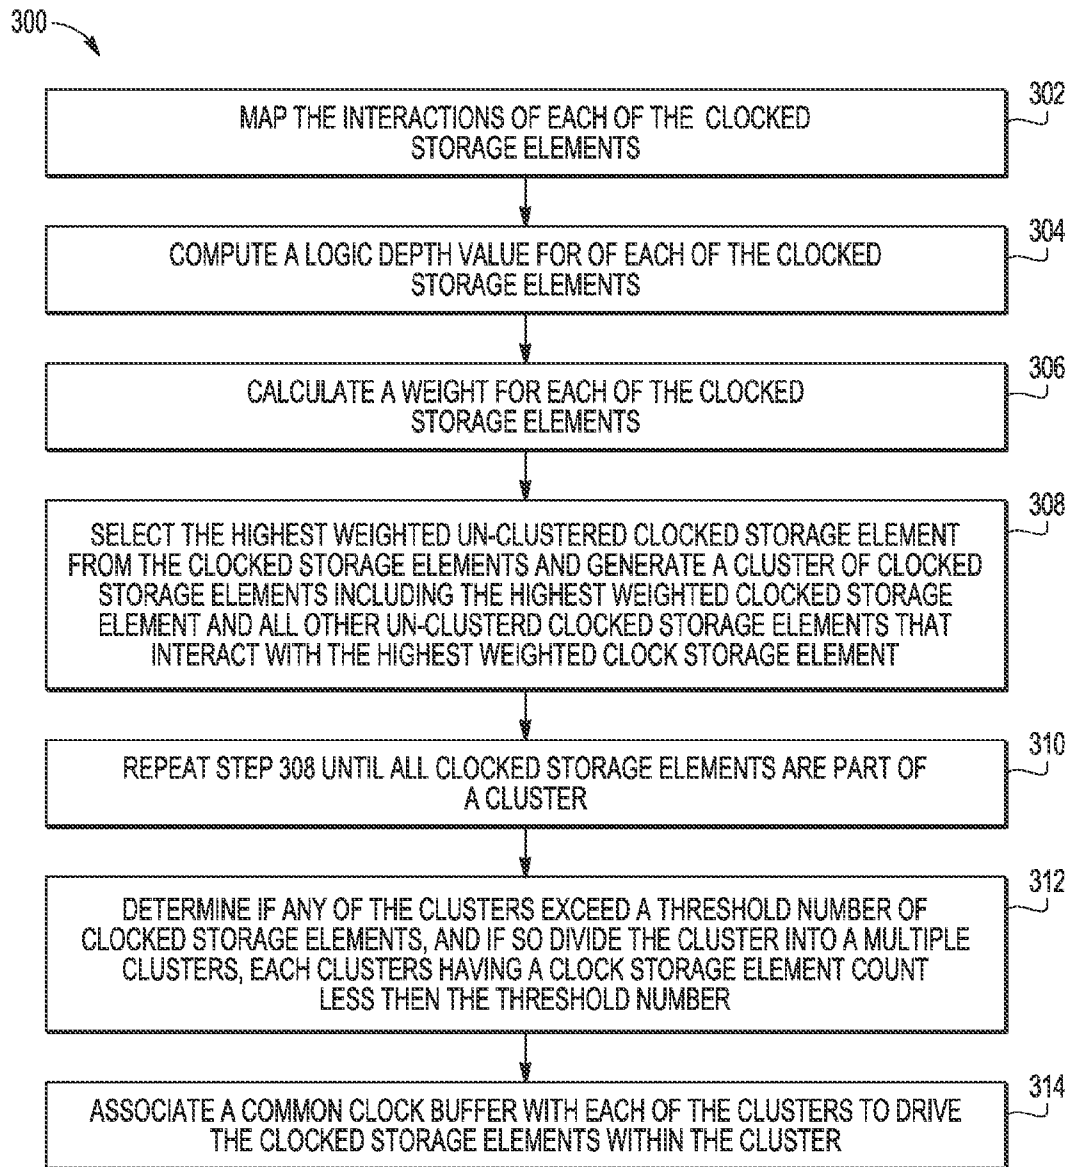 300
302
MAP THE INTERACTIONS OF EACH OF THE CLOCKED
STORAGE ELEMENTS
304
COMPUTE A LOGIC DEPTH VALUE FOR OF EACH OF THE CLOCKED
STORAGE ELEMENTS
306
CALCULATE A WEIGHT FOR EACH OF THE CLOCKED
STORAGE ELEMENTS
308
SELECT THE HIGHEST WEIGHTED UN-CLUSTERED CLOCKED STORAGE ELEMENT
FROM THE CLOCKED STORAGE ELEMENTS AND GENERATE A CLUSTER OF CLOCKED
STORAGE ELEMENTS INCLUDING THE HIGHEST WEIGHTED CLOCKED STORAGE
ELEMENT AND ALL OTHER UN-CLUSTERD CLOCKED STORAGE ELEMENTS THAT
INTERACT WITH THE HIGHEST WEIGHTED CLOCK STORAGE ELEMENT
310
REPEAT STEP 308 UNTIL ALL CLOCKED STORAGE ELEMENTS ARE PART OF
A CLUSTER
312
DETERMINE IF ANY OF THE CLUSTERS EXCEED A THRESHOLD NUMBER OF
CLOCKED STORAGE ELEMENTS, AND IF SO DIVIDE THE CLUSTER INTO A MULTIPLE
CLUSTERS, EACH CLUSTERS HAVING A CLOCK STORAGE ELEMENT COUNT
LESS THEN THE THRESHOLD NUMBER
314
ASSOCIATE A COMMON CLOCK BUFFER WITH EACH OF THE CLUSTERS TO DRIVE
THE CLOCKED STORAGE ELEMENTS WITHIN THE CLUSTER